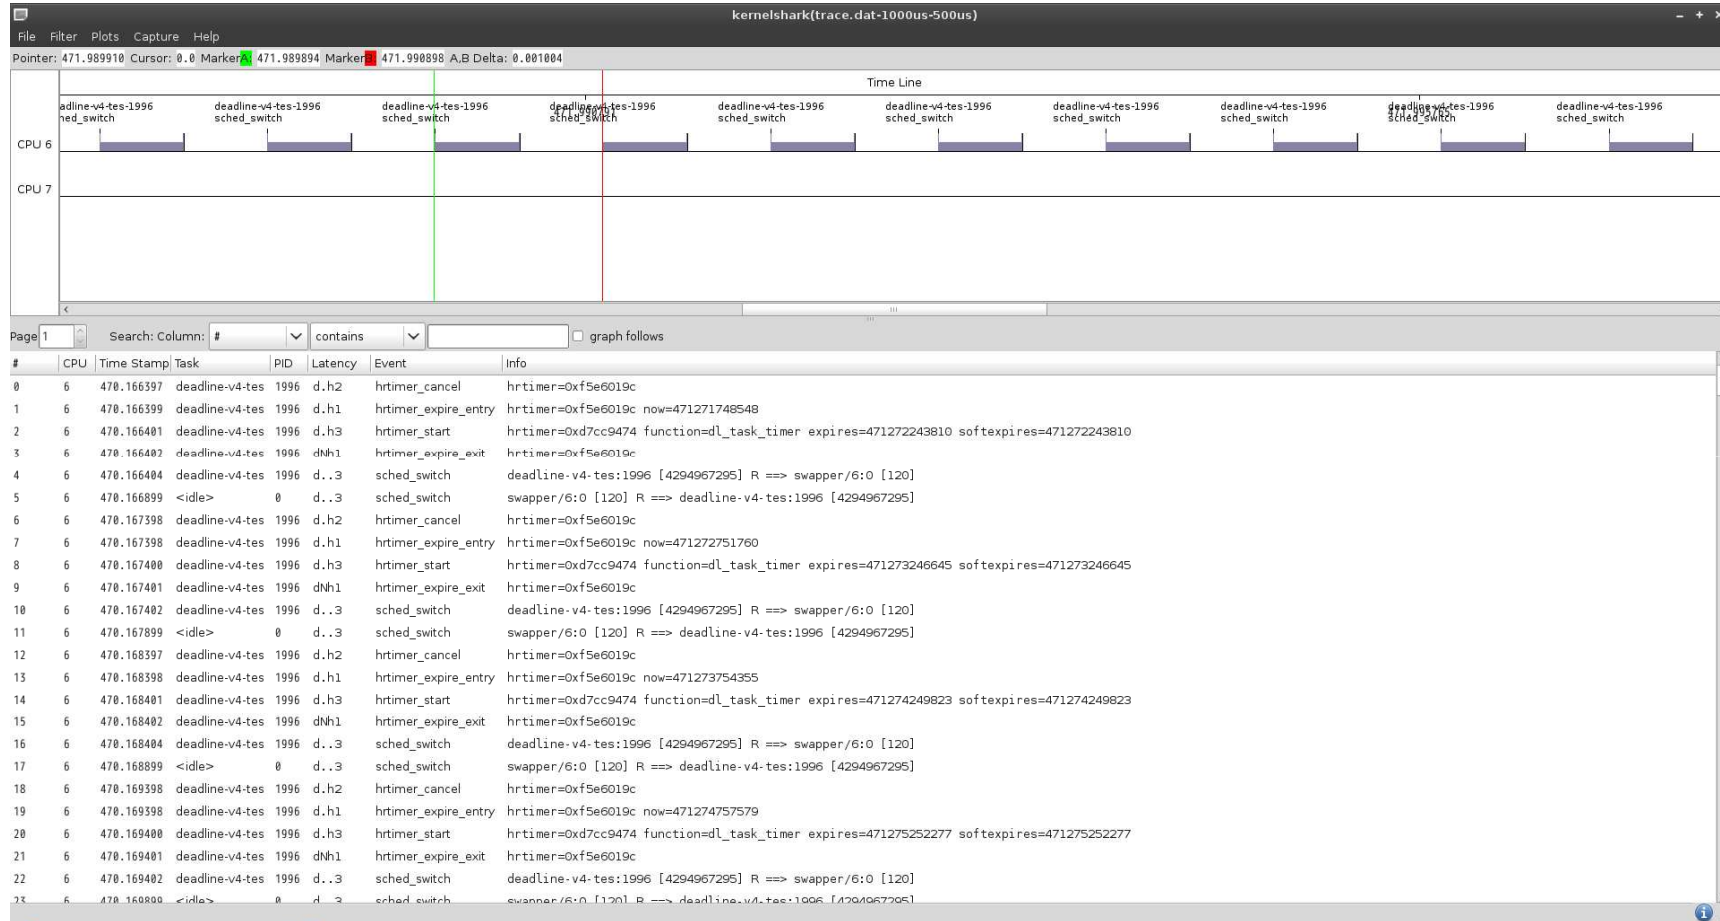 kernelshark(trace.dat-1000us-500us)
File Filter Plots Capture Help
Pointer: 471.989910 Cursor: 0.0 MarkerA: 471.989894 MarkerB: 471.990898 A,B Delta: 0.001004
Time Line
adline-v4-tes-1996 deadline-v4-tes-1996 deadline-v4-tes-1996 deadline-v4-tes-1996 deadline-v4-tes-1996 deadline-v4-tes-1996 deadline-v4-tes-1996 deadline-v4-tes-1996 deadline-v4-tes-1996 deadline-v4-tes-1996
hed_switch sched_switch sched_switch sched_switch sched_switch sched_switch sched_switch sched_switch sched_switch sched_switch
CPU 6
CPU 7
Page 1 Search: Column: # contains graph follows
# CPU Time Stamp Task PID Latency Event Info
0 6 470.166397 deadline-v4-tes 1996 d.h2 hrtimer_cancel hrtimer=0xf5e6019c
1 6 470.166399 deadline-v4-tes 1996 d.h1 hrtimer_expire_entry hrtimer=0xf5e6019c now=471271748548
2 6 470.166401 deadline-v4-tes 1996 d.h3 hrtimer_start hrtimer=0xd7cc9474 function=dl_task_timer expires=471272243810 softexpires=471272243810
3 6 470.166402 deadline-v4-tes 1996 dNh1 hrtimer_expire_exit hrtimer=0xf5e6019c
4 6 470.166404 deadline-v4-tes 1996 d..3 sched_switch deadline-v4-tes:1996 [4294967295] R ==> swapper/6:0 [120]
5 6 470.166899 <idle> 0 d..3 sched_switch swapper/6:0 [120] R ==> deadline-v4-tes:1996 [4294967295]
6 6 470.167398 deadline-v4-tes 1996 d.h2 hrtimer_cancel hrtimer=0xf5e6019c
7 6 470.167398 deadline-v4-tes 1996 d.h1 hrtimer_expire_entry hrtimer=0xf5e6019c now=471272751760
8 6 470.167400 deadline-v4-tes 1996 d.h3 hrtimer_start hrtimer=0xd7cc9474 function=dl_task_timer expires=471273246645 softexpires=471273246645
9 6 470.167401 deadline-v4-tes 1996 dNh1 hrtimer_expire_exit hrtimer=0xf5e6019c
10 6 470.167402 deadline-v4-tes 1996 d..3 sched_switch deadline-v4-tes:1996 [4294967295] R ==> swapper/6:0 [120]
11 6 470.167899 <idle> 0 d..3 sched_switch swapper/6:0 [120] R ==> deadline-v4-tes:1996 [4294967295]
12 6 470.168397 deadline-v4-tes 1996 d.h2 hrtimer_cancel hrtimer=0xf5e6019c
13 6 470.168398 deadline-v4-tes 1996 d.h1 hrtimer_expire_entry hrtimer=0xf5e6019c now=471273754355
14 6 470.168401 deadline-v4-tes 1996 d.h3 hrtimer_start hrtimer=0xd7cc9474 function=dl_task_timer expires=471274249823 softexpires=471274249823
15 6 470.168402 deadline-v4-tes 1996 dNh1 hrtimer_expire_exit hrtimer=0xf5e6019c
16 6 470.168404 deadline-v4-tes 1996 d..3 sched_switch deadline-v4-tes:1996 [4294967295] R ==> swapper/6:0 [120]
17 6 470.168899 <idle> 0 d..3 sched_switch swapper/6:0 [120] R ==> deadline-v4-tes:1996 [4294967295]
18 6 470.169398 deadline-v4-tes 1996 d.h2 hrtimer_cancel hrtimer=0xf5e6019c
19 6 470.169398 deadline-v4-tes 1996 d.h1 hrtimer_expire_entry hrtimer=0xf5e6019c now=471274757579
20 6 470.169400 deadline-v4-tes 1996 d.h3 hrtimer_start hrtimer=0xd7cc9474 function=dl_task_timer expires=471275252277 softexpires=471275252277
21 6 470.169401 deadline-v4-tes 1996 dNh1 hrtimer_expire_exit hrtimer=0xf5e6019c
22 6 470.169402 deadline-v4-tes 1996 d..3 sched_switch deadline-v4-tes:1996 [4294967295] R ==> swapper/6:0 [120]
23 6 470.169899 <idle> 0 d..3 sched_switch swapper/6:0 [120] R ==> deadline-v4-tes:1996 [4294967295]